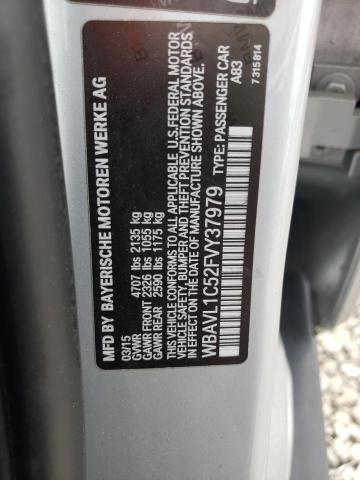 MFD BY BAYERISCHE MOTOREN WERKE AG
03/15
GVWR 4707 lbs 2135 kg
GAWR FRONT 2326 lbs 1055 kg
GAWR REAR 2590 lbs 1175 kg
THIS VEHICLE CONFORMS TO ALL APPLICABLE U.S.FEDERAL MOTOR
VEHICLE SAFETY, BUMPER AND THEFT PREVENTION STANDARDS
IN EFFECT ON THE DATE OF MANUFACTURE SHOWN ABOVE.
WBAVL1C52FVY37979 TYPE: PASSENGER CAR
A83
7 315 814